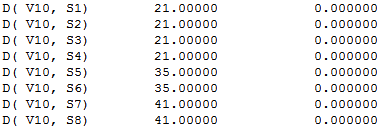 D( V10, S1) 21.00000 0.000000
D( V10, S2) 21.00000 0.000000
D( V10, S3) 21.00000 0.000000
D( V10, S4) 21.00000 0.000000
D( V10, S5) 35.00000 0.000000
D( V10, S6) 35.00000 0.000000
D( V10, S7) 41.00000 0.000000
D( V10, S8) 41.00000 0.000000